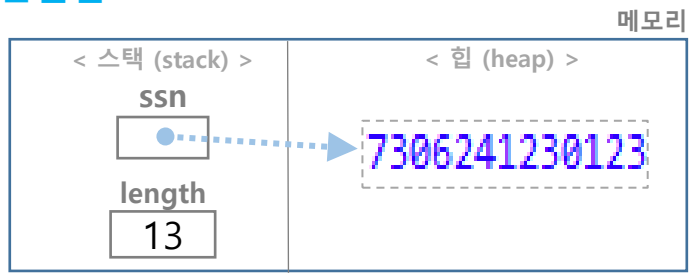 메모리
< 스택 (stack) >
< 힙 (heap) >
ssn
7306241230123
length
13